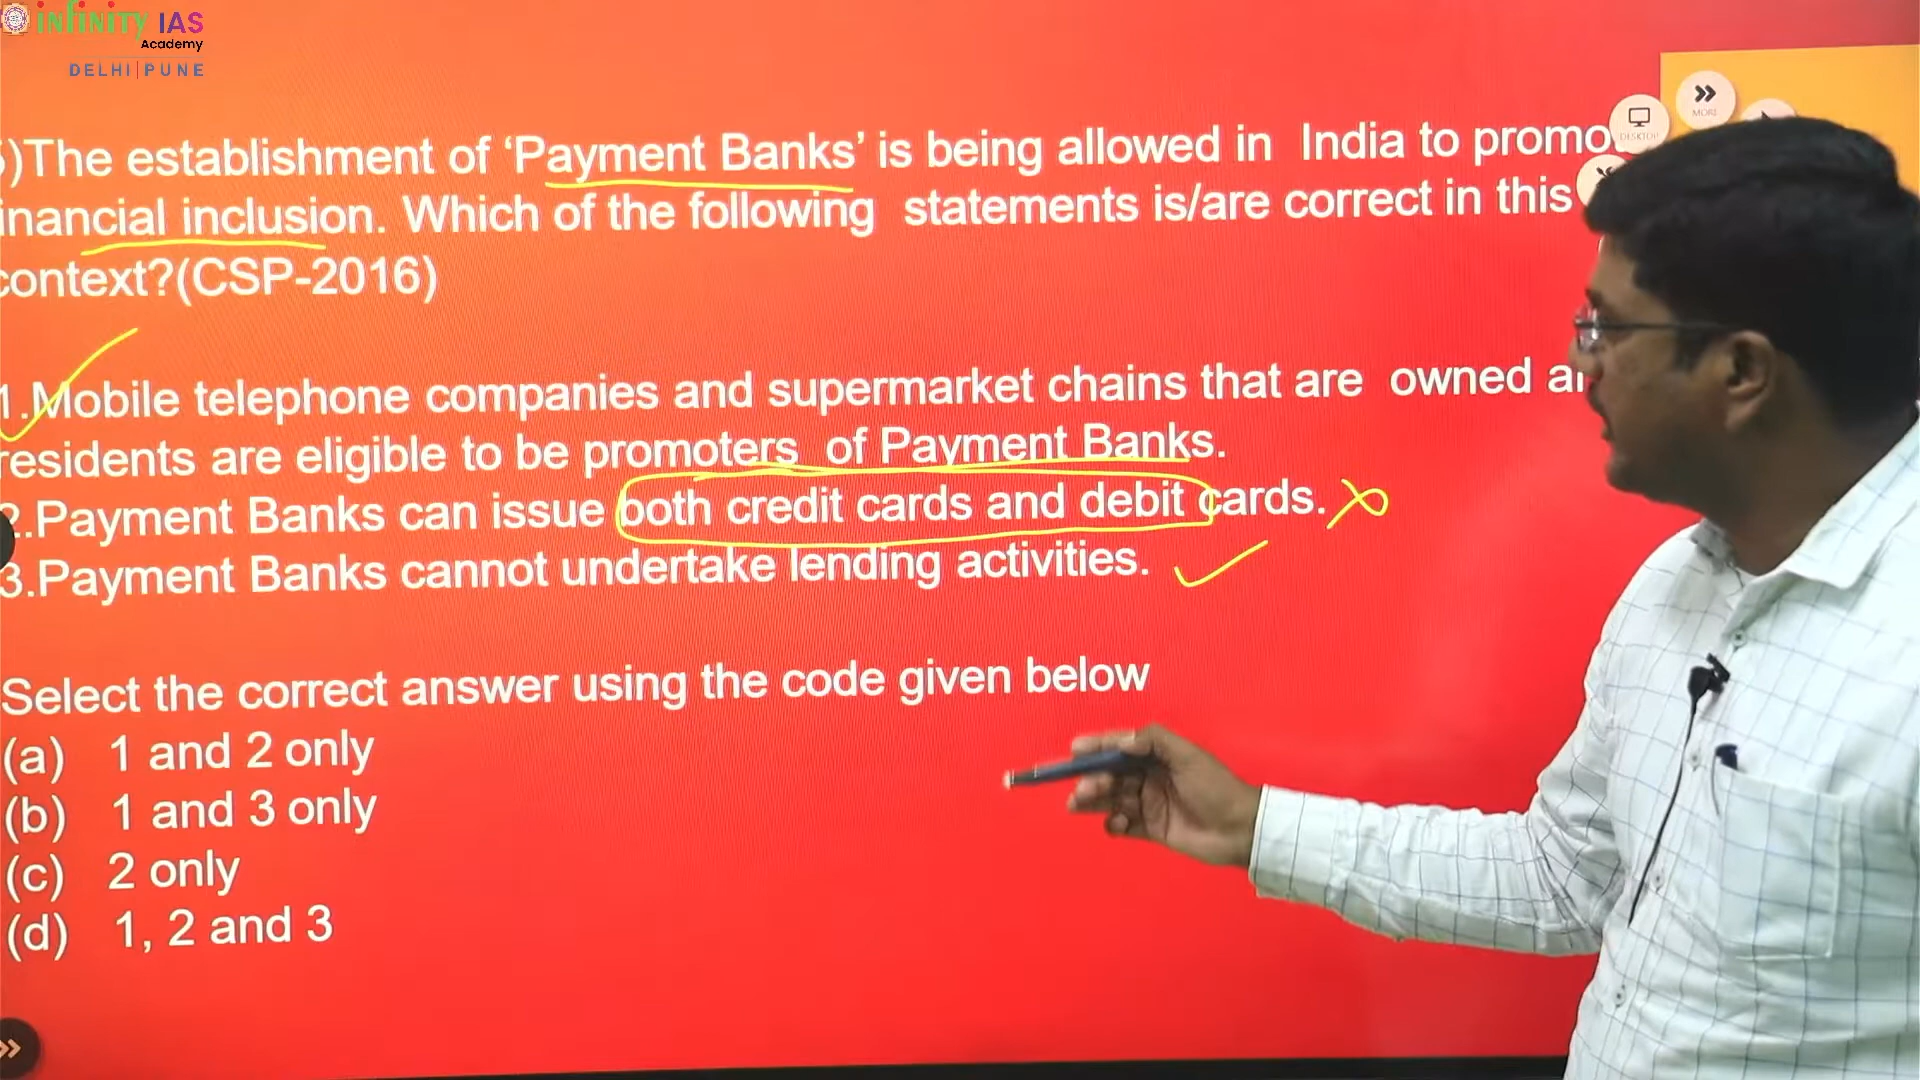 infinity IAS
Academy
DELHI|PUNE
MORE
DESKTOP
)The establishment of ‘Payment Banks’ is being allowed in India to promo
inancial inclusion. Which of the following statements is/are correct in this
context?(CSP-2016)
1.Mobile telephone companies and supermarket chains that are owned
residents are eligible to be promoters of Payment Banks.
2.Payment Banks can issue both credit cards and debit cards.
3.Payment Banks cannot undertake lending activities.
Select the correct answer using the code given below
(a) 1 and 2 only
(b) 1 and 3 only
(c) 2 only
(d) 1, 2 and 3